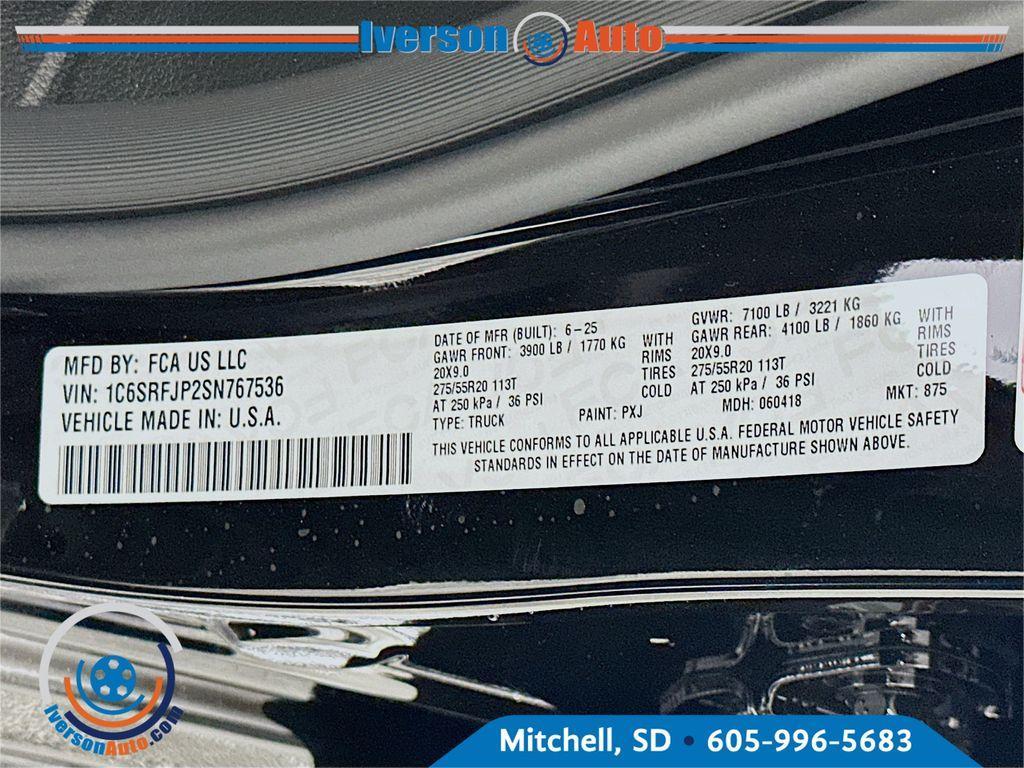 Iverson Auto
MFD BY: FCA US LLC
VIN: 1C6SRFJP2SN767536
VEHICLE MADE IN: U.S.A.
DATE OF MFR (BUILT): 6-25
GAWR FRONT: 3900 LB / 1770 KG WITH
20X9.0 RIMS
275/55R20 113T TIRES
AT 250 kPa / 36 PSI COLD
TYPE: TRUCK
PAINT: PXJ
GVWR: 7100 LB / 3221 KG
GAWR REAR: 4100 LB / 1860 KG WITH
20X9.0 RIMS
275/55R20 113T TIRES
AT 250 kPa / 36 PSI COLD
MDH: 060418
MKT: 875
THIS VEHICLE CONFORMS TO ALL APPLICABLE U.S.A. FEDERAL MOTOR VEHICLE SAFETY
STANDARDS IN EFFECT ON THE DATE OF MANUFACTURE SHOWN ABOVE.
IversonAuto.com
Mitchell, SD • 605-996-5683